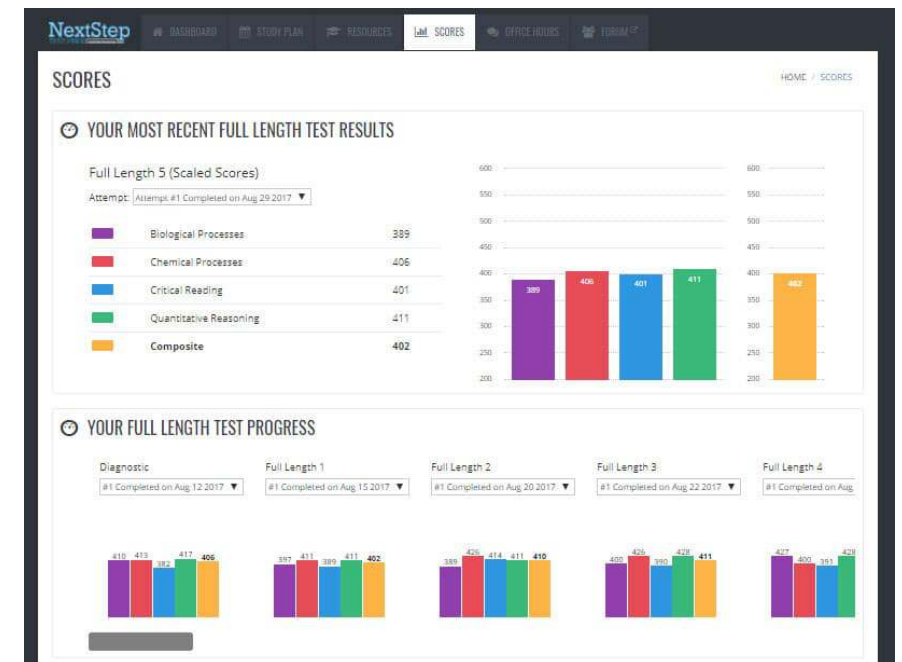 NextStep
DASHBOARD STUDY PLAN RESOURCES SCORES OFFICE HOURS FORUM
SCORES
HOME / SCORES
YOUR MOST RECENT FULL LENGTH TEST RESULTS
Full Length 5 (Scaled Scores)
Attempt: Attempt #1 Completed on Aug 29 2017
Biological Processes 389
Chemical Processes 406
Critical Reading 401
Quantitative Reasoning 411
Composite 402
600 600
550 550
500 500
450 450
400 400
389 406 401 411 402
350 350
300 300
250 250
200 200
YOUR FULL LENGTH TEST PROGRESS
Diagnostic Full Length 1 Full Length 2 Full Length 3 Full Length 4
#1 Completed on Aug 12 2017 #1 Completed on Aug 15 2017 #1 Completed on Aug 20 2017 #1 Completed on Aug 22 2017 #1 Completed on Aug
410 413 382 417 406 397 411 389 411 402 389 426 414 411 410 400 426 390 428 411 427 400 391 428